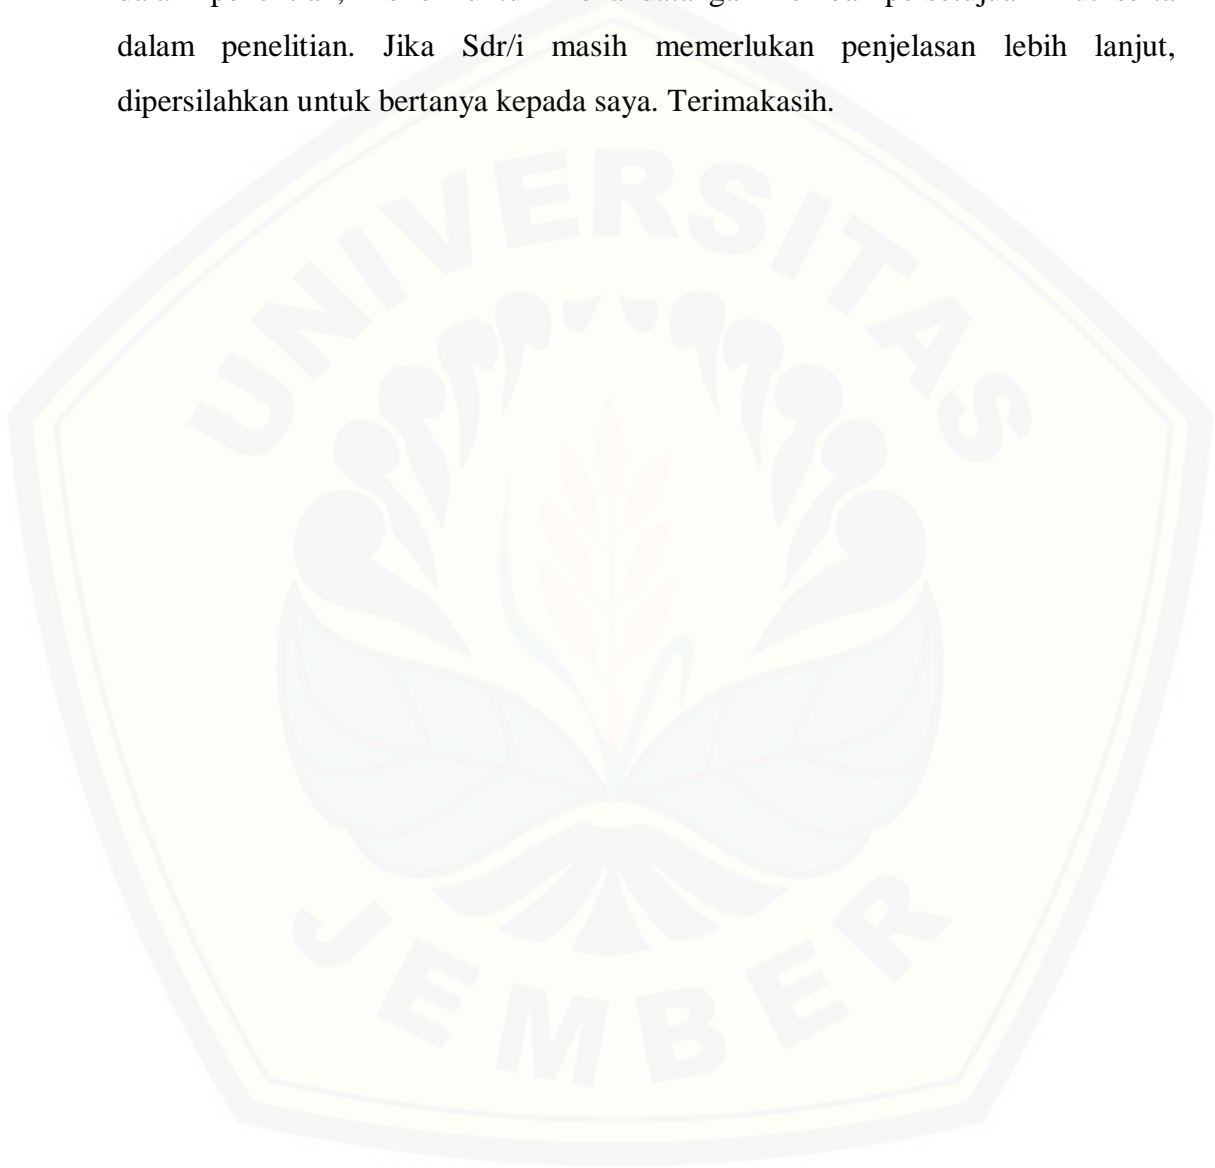 dalam penelitian. Jika Sdr/i masih memerlukan penjelasan lebih lanjut,
dipersilahkan untuk bertanya kepada saya. Terimakasih.
UNIVERSITAS
JEMBER